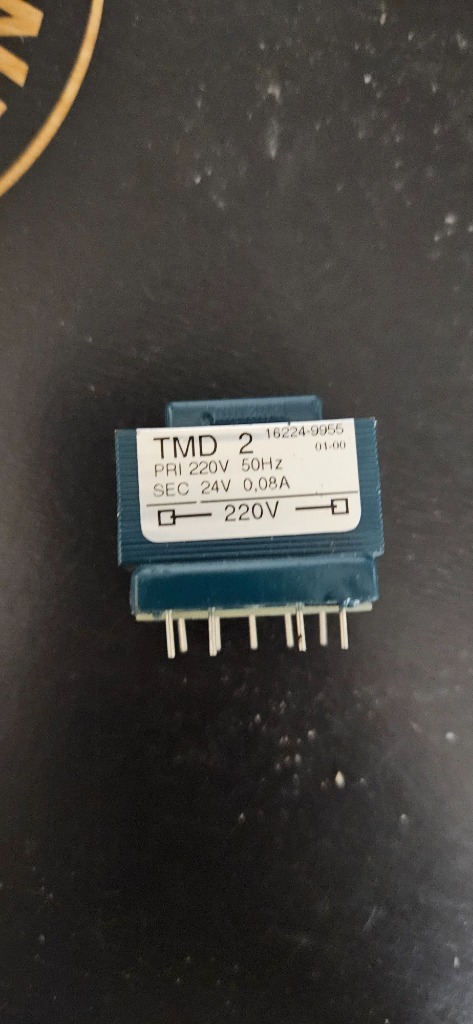 TMD 2 16224-9955
01-00
PRI 220V 50Hz
SEC 24V 0,08A
220V